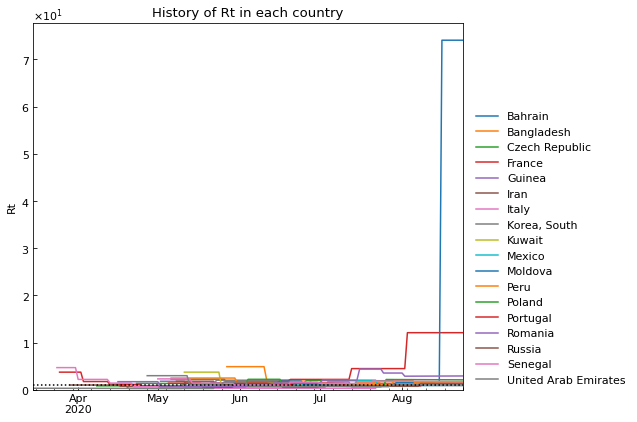 History of Rt in each country
×10¹
7
6
5
4
3
2
1
0
Rt
Apr
2020
May
Jun
Jul
Aug
Bahrain
Bangladesh
Czech Republic
France
Guinea
Iran
Italy
Korea, South
Kuwait
Mexico
Moldova
Peru
Poland
Portugal
Romania
Russia
Senegal
United Arab Emirates